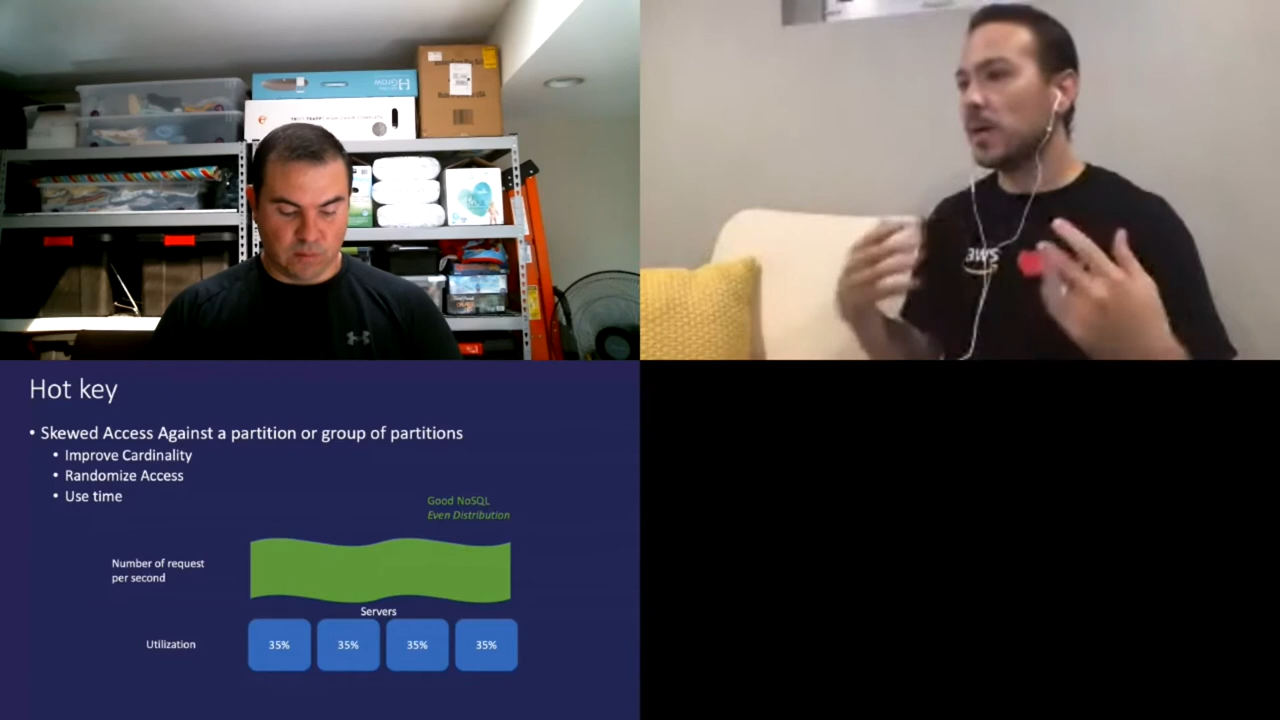 aws
Hot key
• Skewed Access Against a partition or group of partitions
• Improve Cardinality
• Randomize Access
• Use time
Good NoSQL
Even Distribution
Number of request
per second
Servers
Utilization
35%
35%
35%
35%